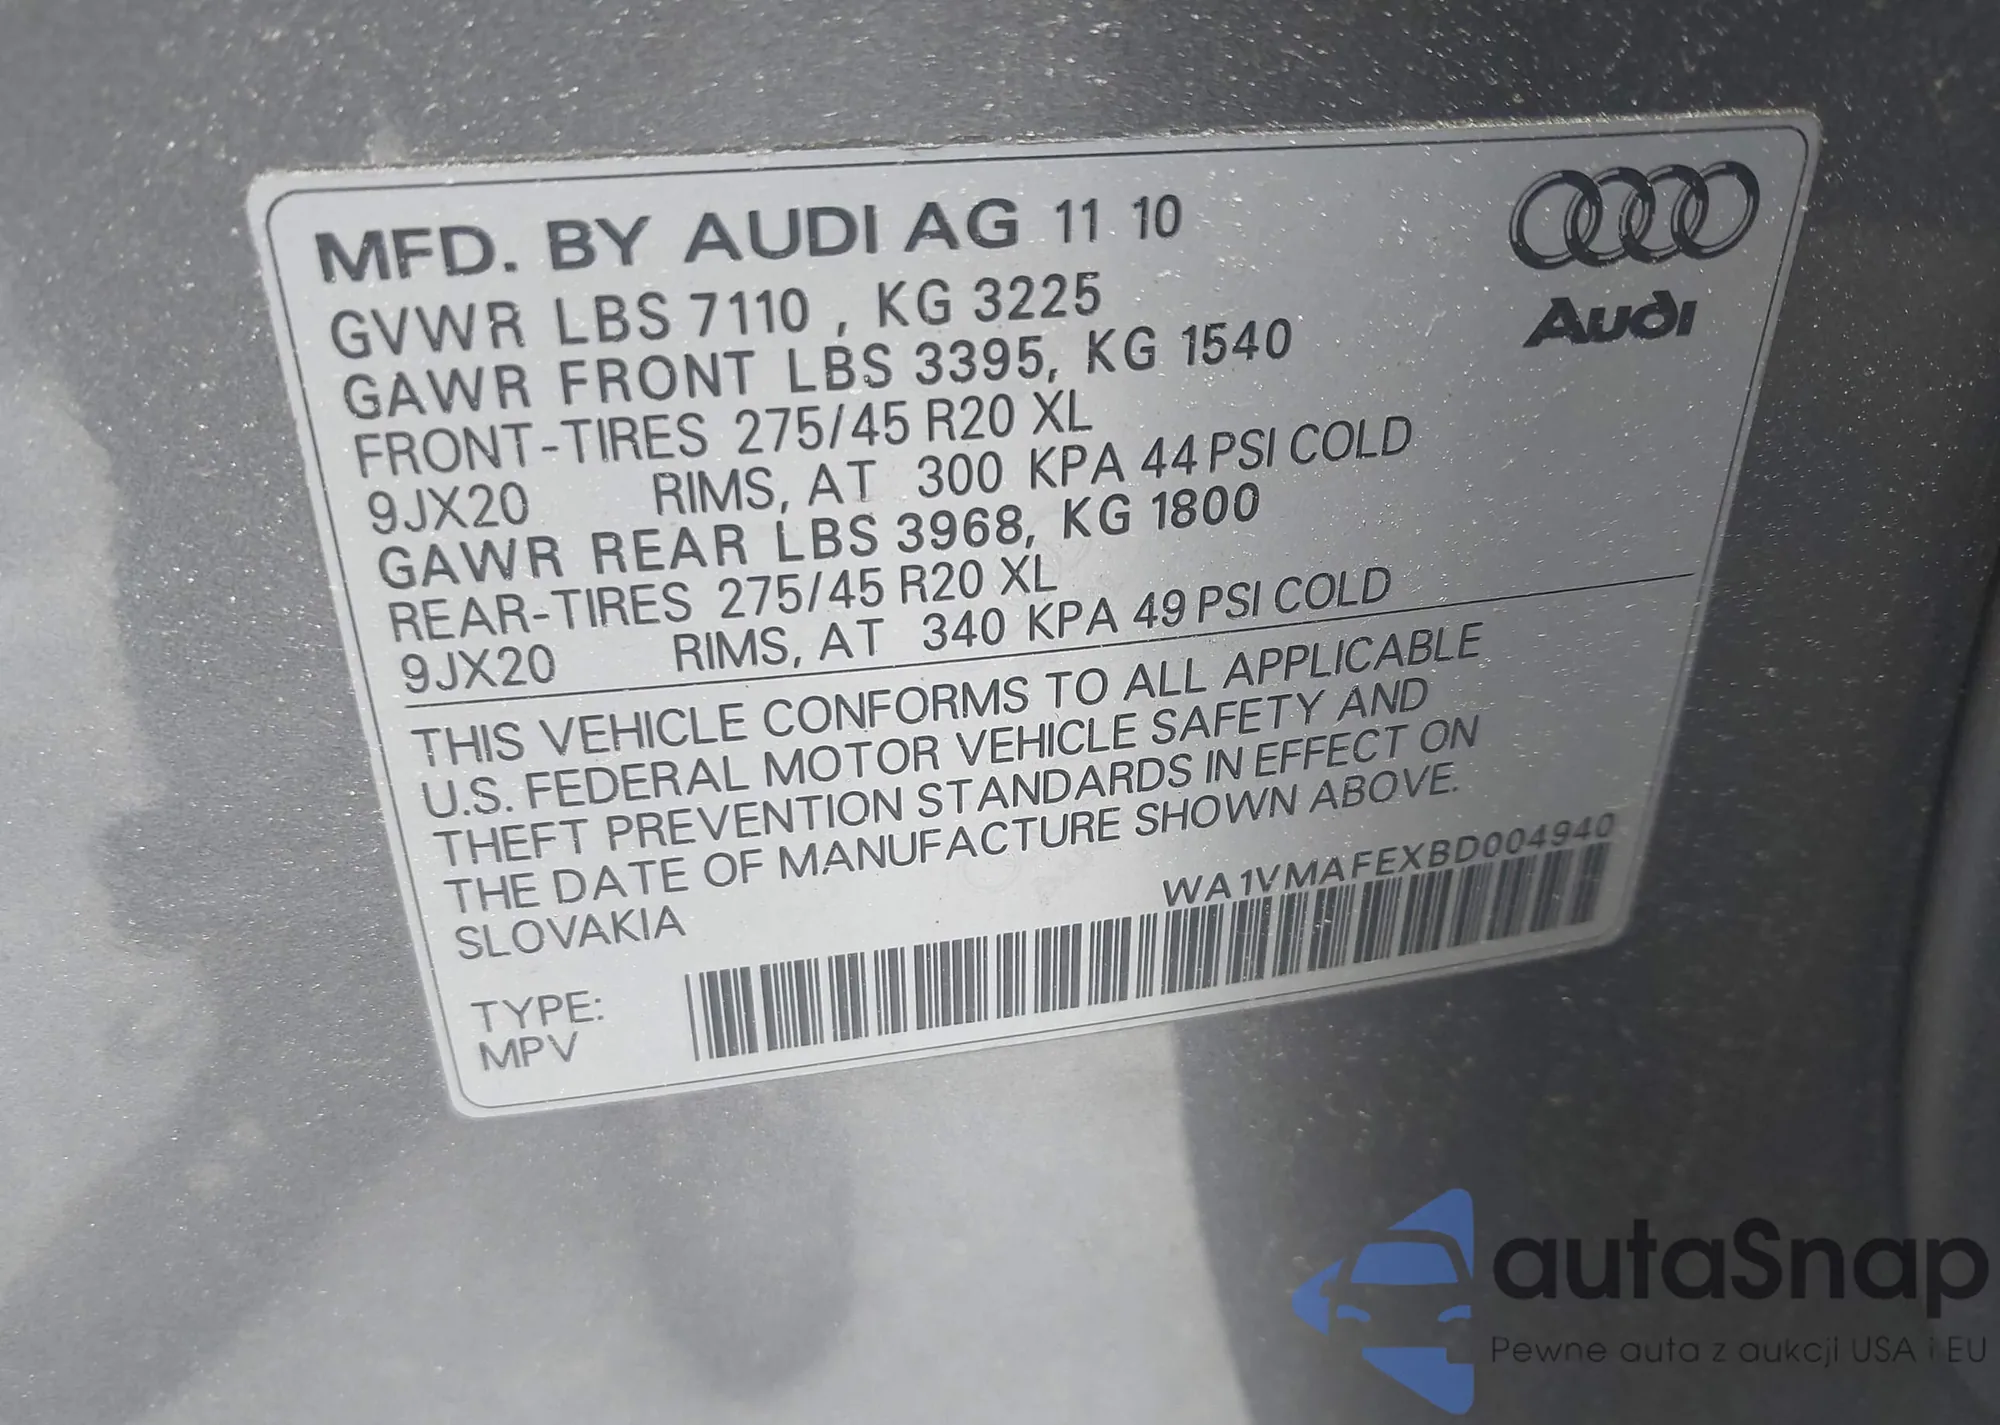 MFD. BY AUDI AG 11 10
Audi
GVWR LBS 7110 , KG 3225
GAWR FRONT LBS 3395, KG 1540
FRONT-TIRES 275/45 R20 XL
9JX20 RIMS, AT 300 KPA 44 PSI COLD
GAWR REAR LBS 3968, KG 1800
REAR-TIRES 275/45 R20 XL
9JX20 RIMS, AT 340 KPA 49 PSI COLD
THIS VEHICLE CONFORMS TO ALL APPLICABLE
U.S. FEDERAL MOTOR VEHICLE SAFETY AND
THEFT PREVENTION STANDARDS IN EFFECT ON
THE DATE OF MANUFACTURE SHOWN ABOVE.
SLOVAKIA
WA1VMAFEXBD004940
TYPE:
MPV
autaSnap
Pewne auta z aukcji USA i EU